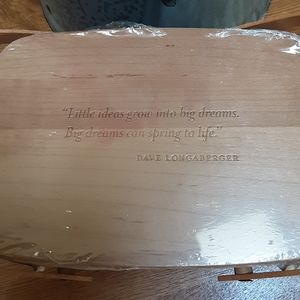 “Little ideas grow into big dreams.
Big dreams can spring to life.”
DAVE LONGABERGER